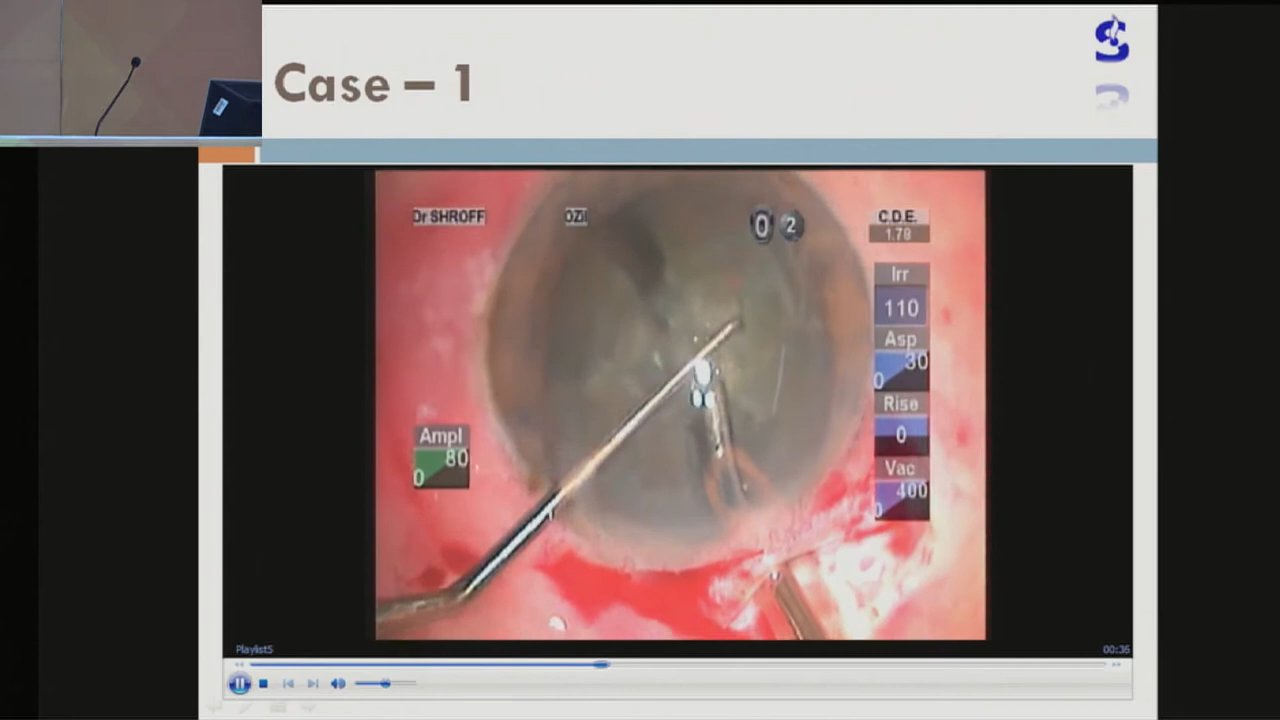 Case – 1
Dr SHROFF
OZIL
0 2
C.D.E.
1.78
Irr
110
Asp
30
0
Rise
0
Vac
400
0
Ampl
80
0
Playlist5
00:36